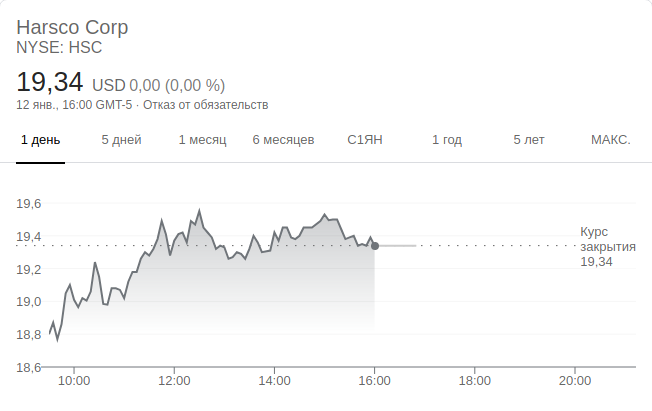 Harsco Corp
NYSE: HSC
19,34 USD 0,00 (0,00 %)
12 янв., 16:00 GMT-5 · Отказ от обязательств
1 день 5 дней 1 месяц 6 месяцев С1ЯН 1 год 5 лет МАКС.
19,6
19,4
19,2
19,0
18,8
18,6
Курс
закрытия
19,34
10:00 12:00 14:00 16:00 18:00 20:00